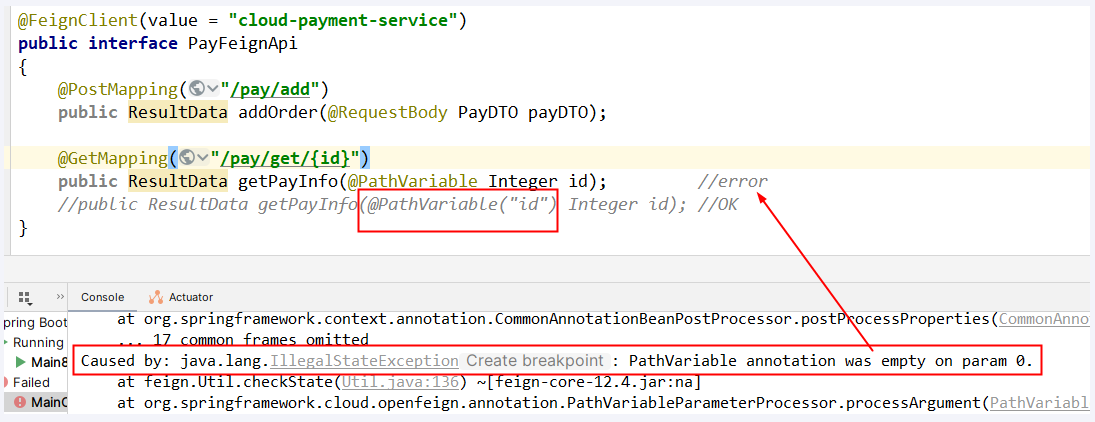 @FeignClient(value = "cloud-payment-service")
public interface PayFeignApi
{
@PostMapping("/pay/add")
public ResultData addOrder(@RequestBody PayDTO payDTO);
@GetMapping("/pay/get/{id}")
public ResultData getPayInfo(@PathVariable Integer id); //error
//public ResultData getPayInfo(@PathVariable("id") Integer id); //OK
}
Console Actuator
pring Boot
Running
Main8
Failed
MainC
at org.springframework.context.annotation.CommonAnnotationBeanPostProcessor.postProcessProperties(CommonAnno
... 17 common frames omitted
Caused by: java.lang.IllegalStateException Create breakpoint : PathVariable annotation was empty on param 0.
at feign.Util.checkState(Util.java:136) ~[feign-core-12.4.jar:na]
at org.springframework.cloud.openfeign.annotation.PathVariableParameterProcessor.processArgument(PathVariabl